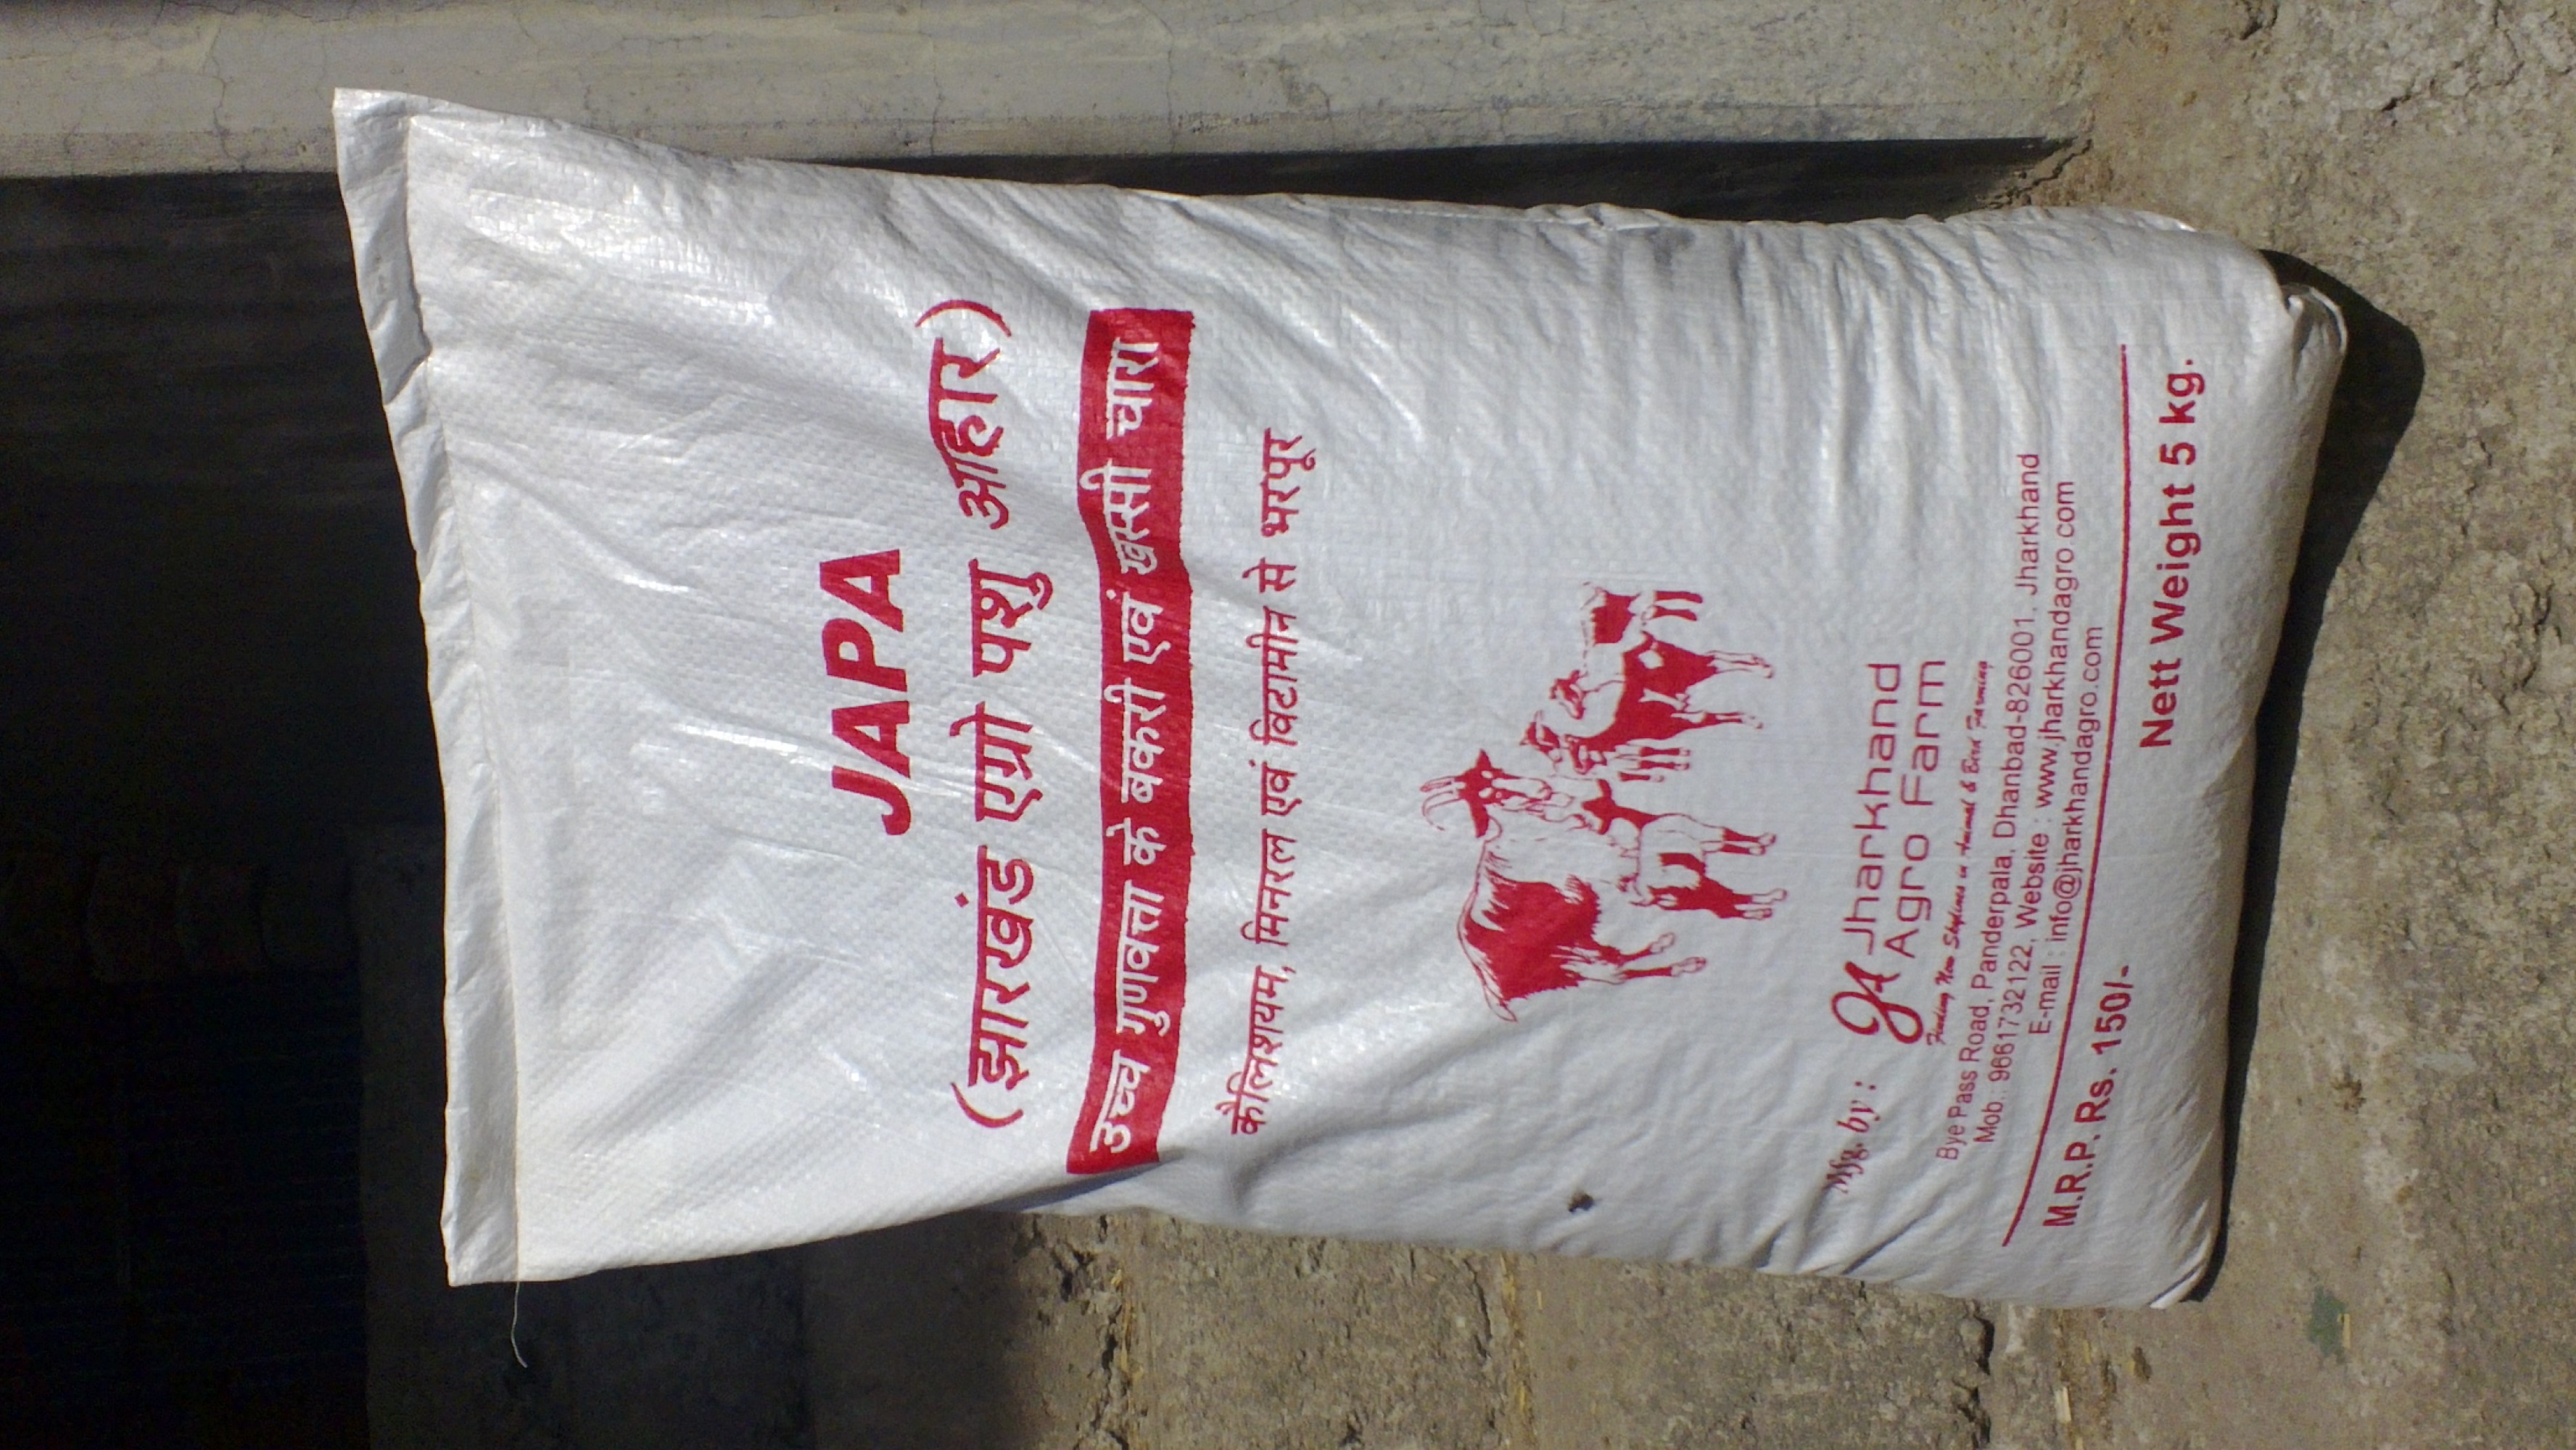 JAPA
(झारखंड एग्रो पशु आहार)
उच्च गुणवत्ता के बकरी एवं खस्सी चारा
कैलिशयम, मिनरल एवं विटामीन से भरपूर
Mfg. by :
JA Jharkhand
Agro Farm
Finding New Skylines in Animal & Bird Farming
Bye Pass Road, Panderpala, Dhanbad-826001, Jharkhand
Mob.: 9661732122, Website : www.jharkhandagro.com
E-mail : info@jharkhandagro.com
M.R.P. Rs. 150/-
Nett Weight 5 kg.